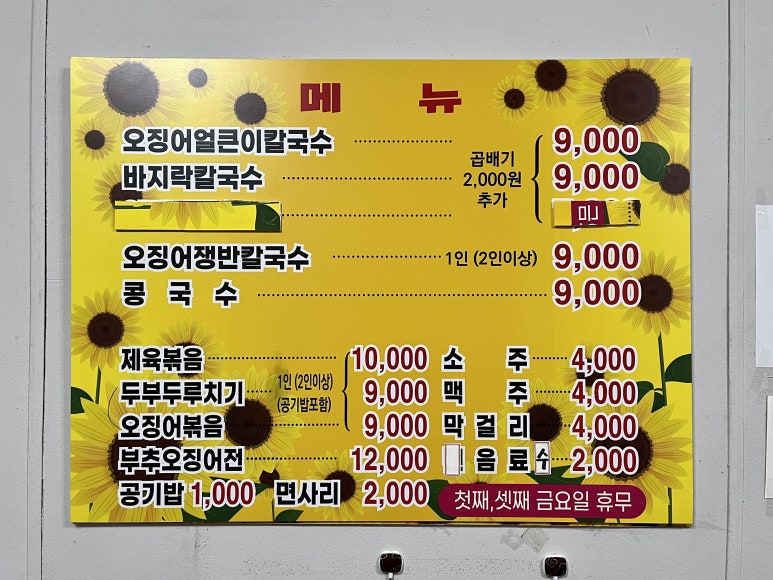 메 뉴
오징어얼큰이칼국수 9,000
바지락칼국수 9,000
곱배기
2,000원
추가
오징어쟁반칼국수 1인 (2인이상) 9,000
콩 국 수 9,000
제육볶음 10,000
두부두루치기 9,000
오징어볶음 9,000
1인 (2인이상)
(공기밥포함)
부추오징어전 12,000
공기밥 1,000 면사리 2,000
소 주 4,000
맥 주 4,000
막 걸 리 4,000
음 료 수 2,000
첫째,셋째 금요일 휴무